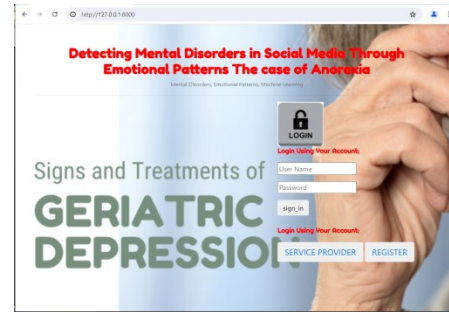 http://127.0.0.1:8000
Detecting Mental Disorders in Social Media Through
Emotional Patterns The case of Anorexia
Mental Disorders, Emotional Patterns, Machine Learning
LOGIN
Login Using Your Account:
User Name
Password
sign_in
Login Using Your Account:
SERVICE PROVIDER
REGISTER
Signs and Treatments of
GERIATRIC
DEPRESSION